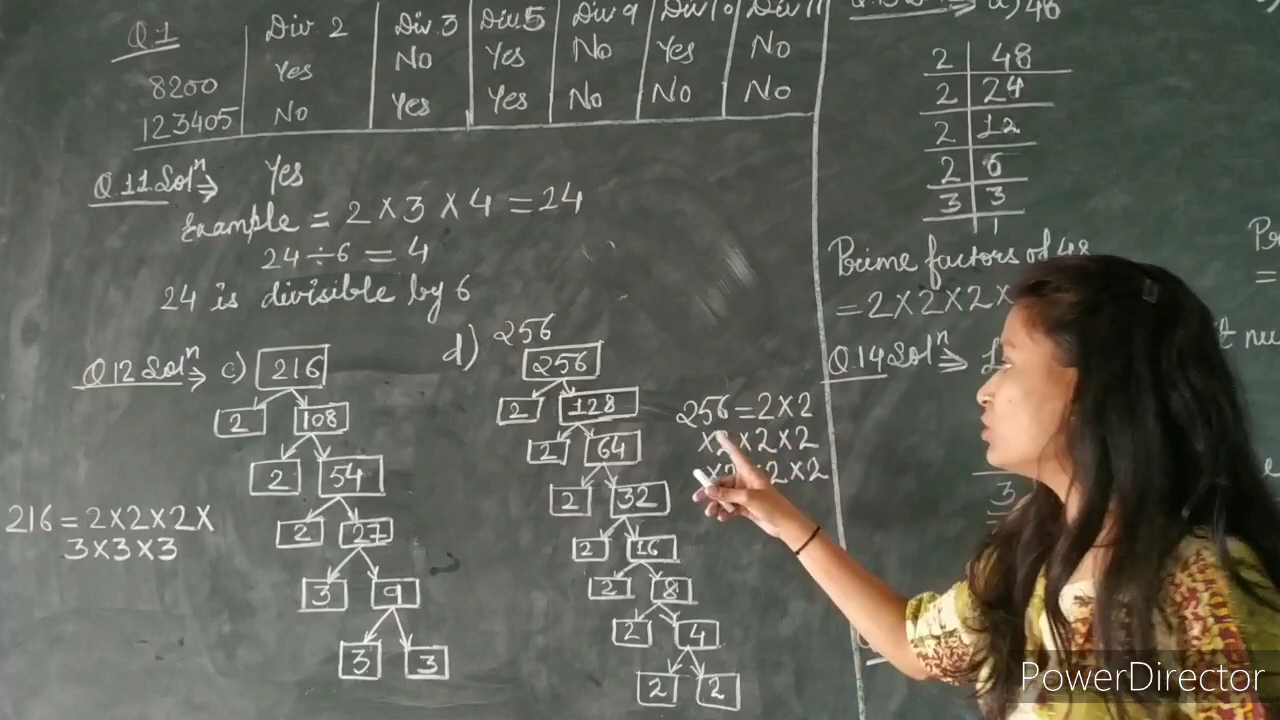 Q.1 Div 2 Div 3 Div 5 Div 9 Div 10 Div 11
8200 Yes No Yes No Yes No
123405 No Yes Yes No No No
Q 11 Solⁿ ⇒ Yes
Example = 2 × 3 × 4 = 24
24 ÷ 6 = 4
24 is divisible by 6
Q 12 Solⁿ ⇒ c) 216
2 108
2 54
2 27
3 9
3 3
216 = 2×2×2×
3×3×3
d) 256
256
2 128
2 64
2 32
2 16
2 8
2 4
2 2
256 = 2×2
×2×2×2
×2×2×2
⇒ a) 48
2 48
2 24
2 12
2 6
3 3
1
Prime factors of 48
= 2×2×2×
Q.14 Solⁿ ⇒
3
PowerDirector